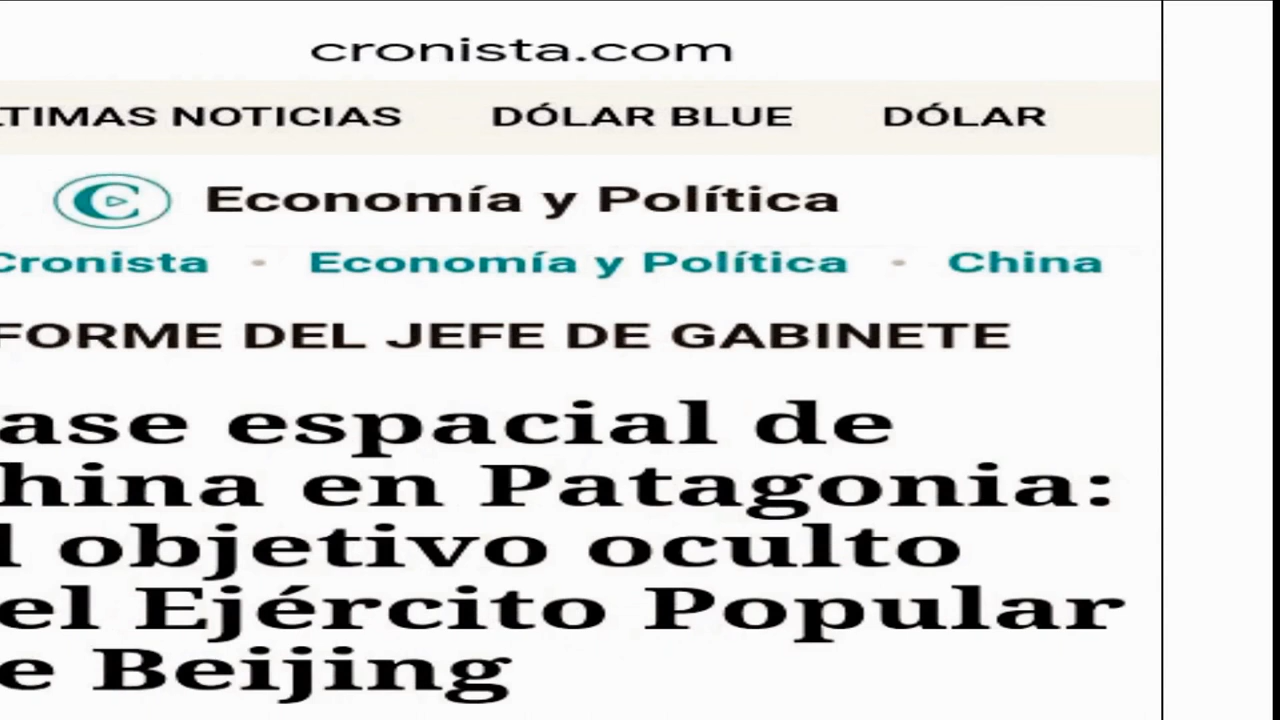 cronista.com
LTIMAS NOTICIAS DÓLAR BLUE DÓLAR
Economía y Política
Cronista • Economía y Política • China
FORME DEL JEFE DE GABINETE
ase espacial de
hina en Patagonia:
l objetivo oculto
el Ejército Popular
e Beijing